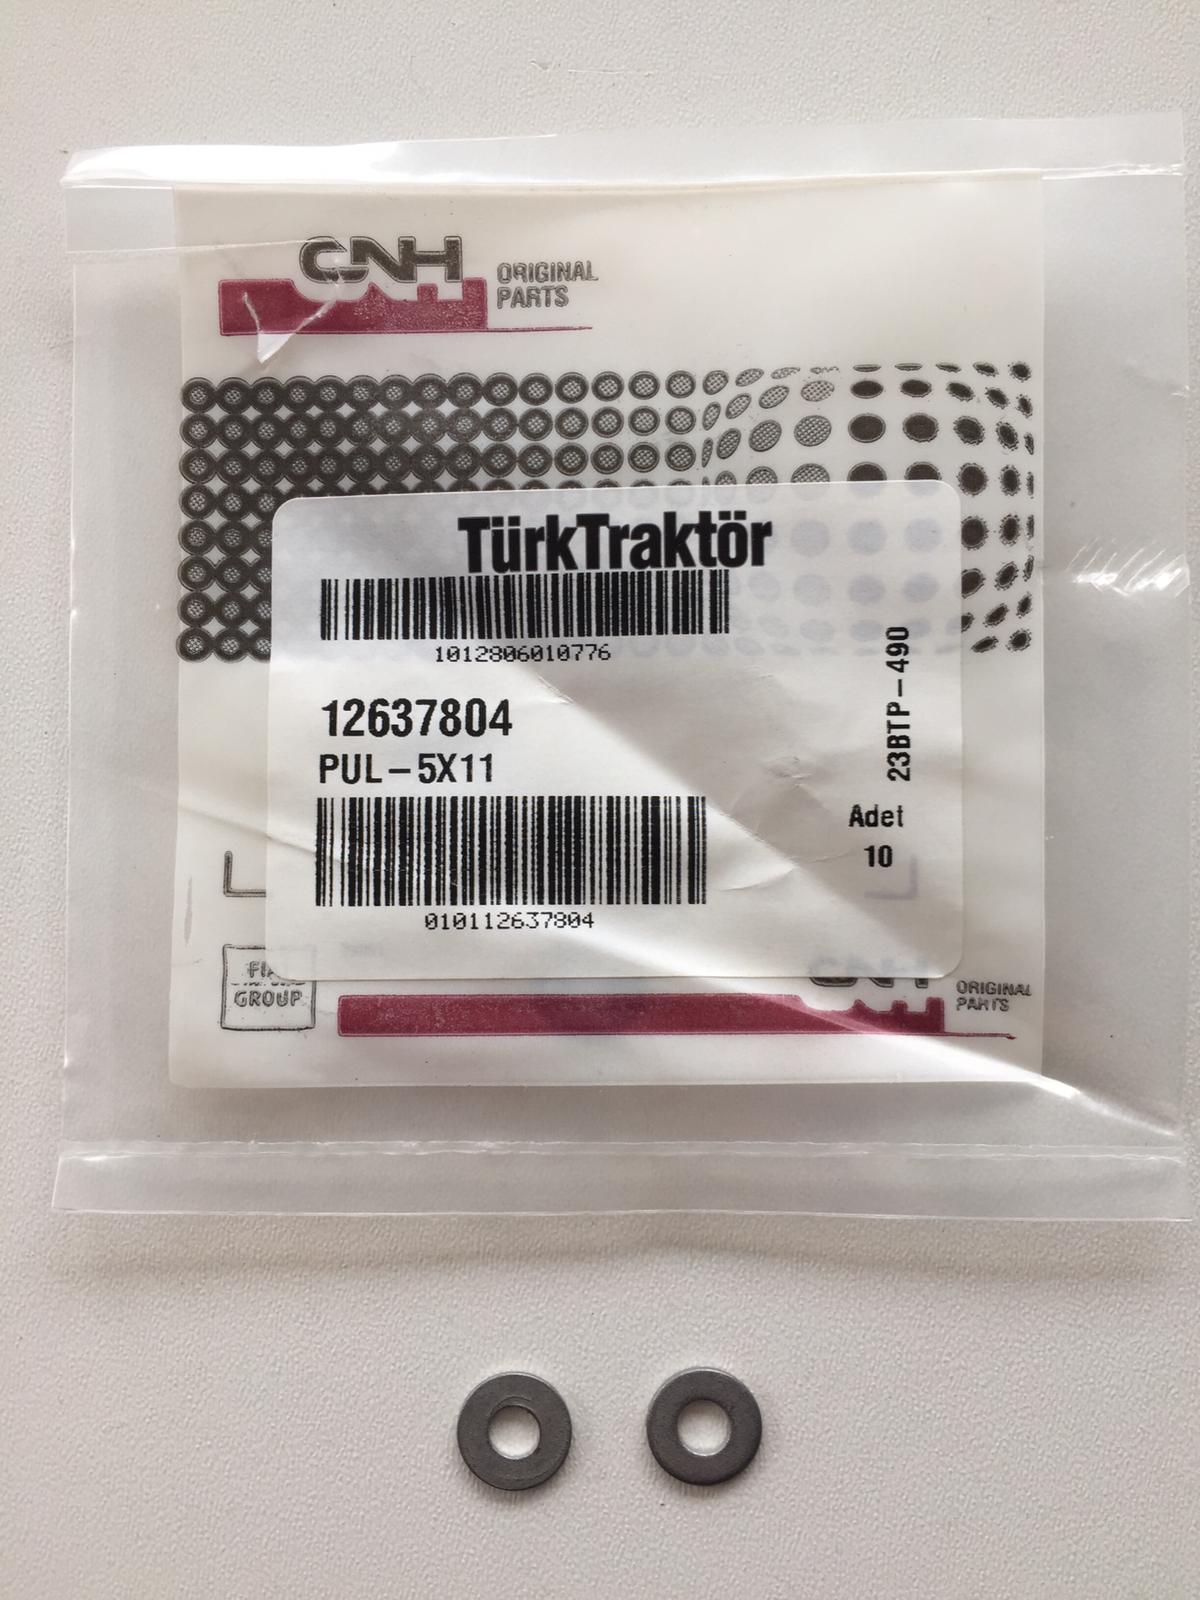 CNH
ORIGINAL
PARTS
TürkTraktör
1012806010776
12637804
PUL-5X11
23BTP-490
Adet
10
010112637804
GROUP
CNH
ORIGINAL
PARTS